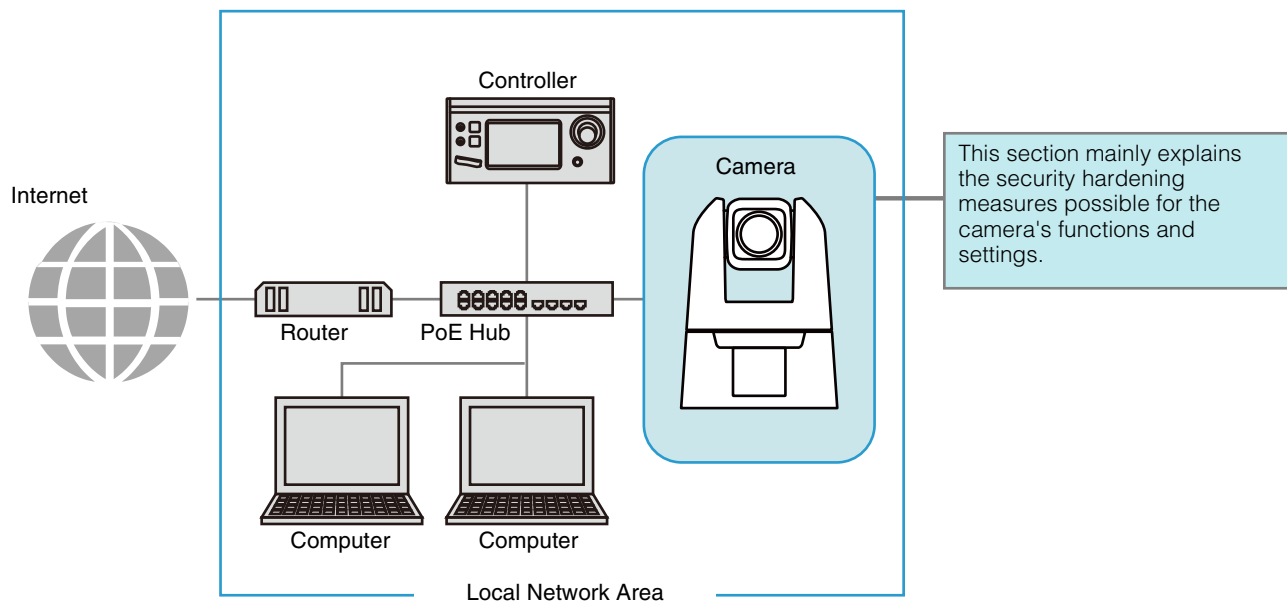 Controller
Camera
This section mainly explains
the security hardening
measures possible for the
camera's functions and
settings.
Internet
Router
PoE Hub
Computer
Computer
Local Network Area